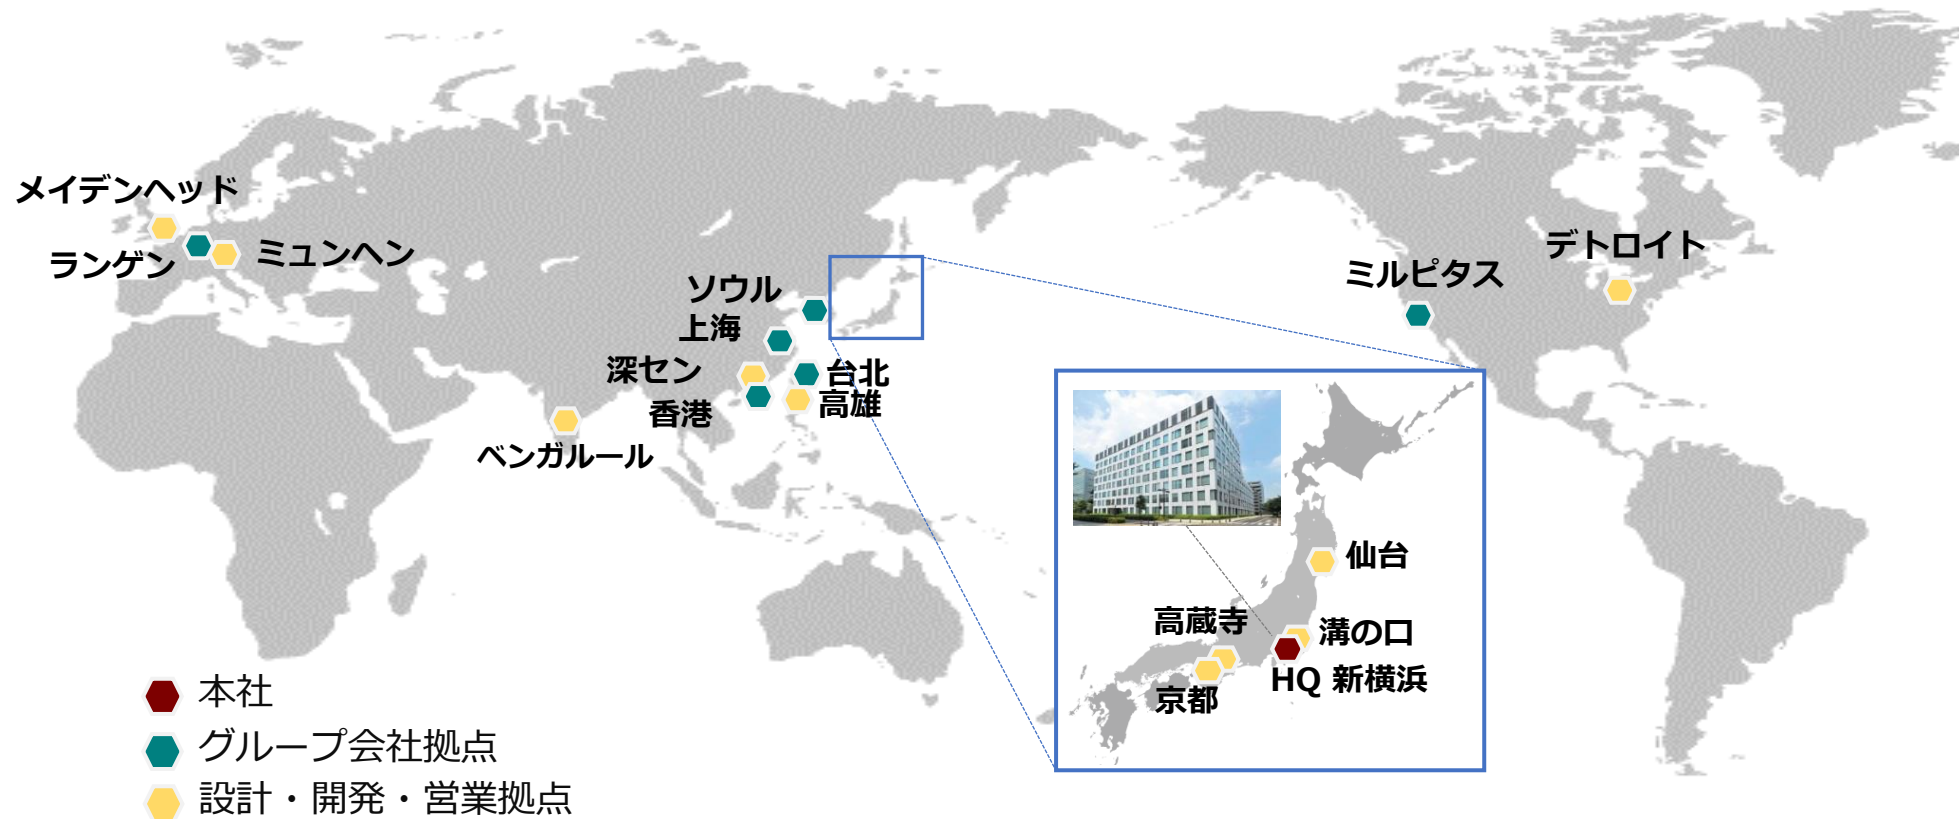 メイデンヘッド
ランゲン
ミュンヘン
ソウル
上海
深セン
香港
台北
高雄
ベンガルール
ミルピタス
デトロイト
仙台
高蔵寺
溝の口
HQ 新横浜
京都
本社
グループ会社拠点
設計・開発・営業拠点